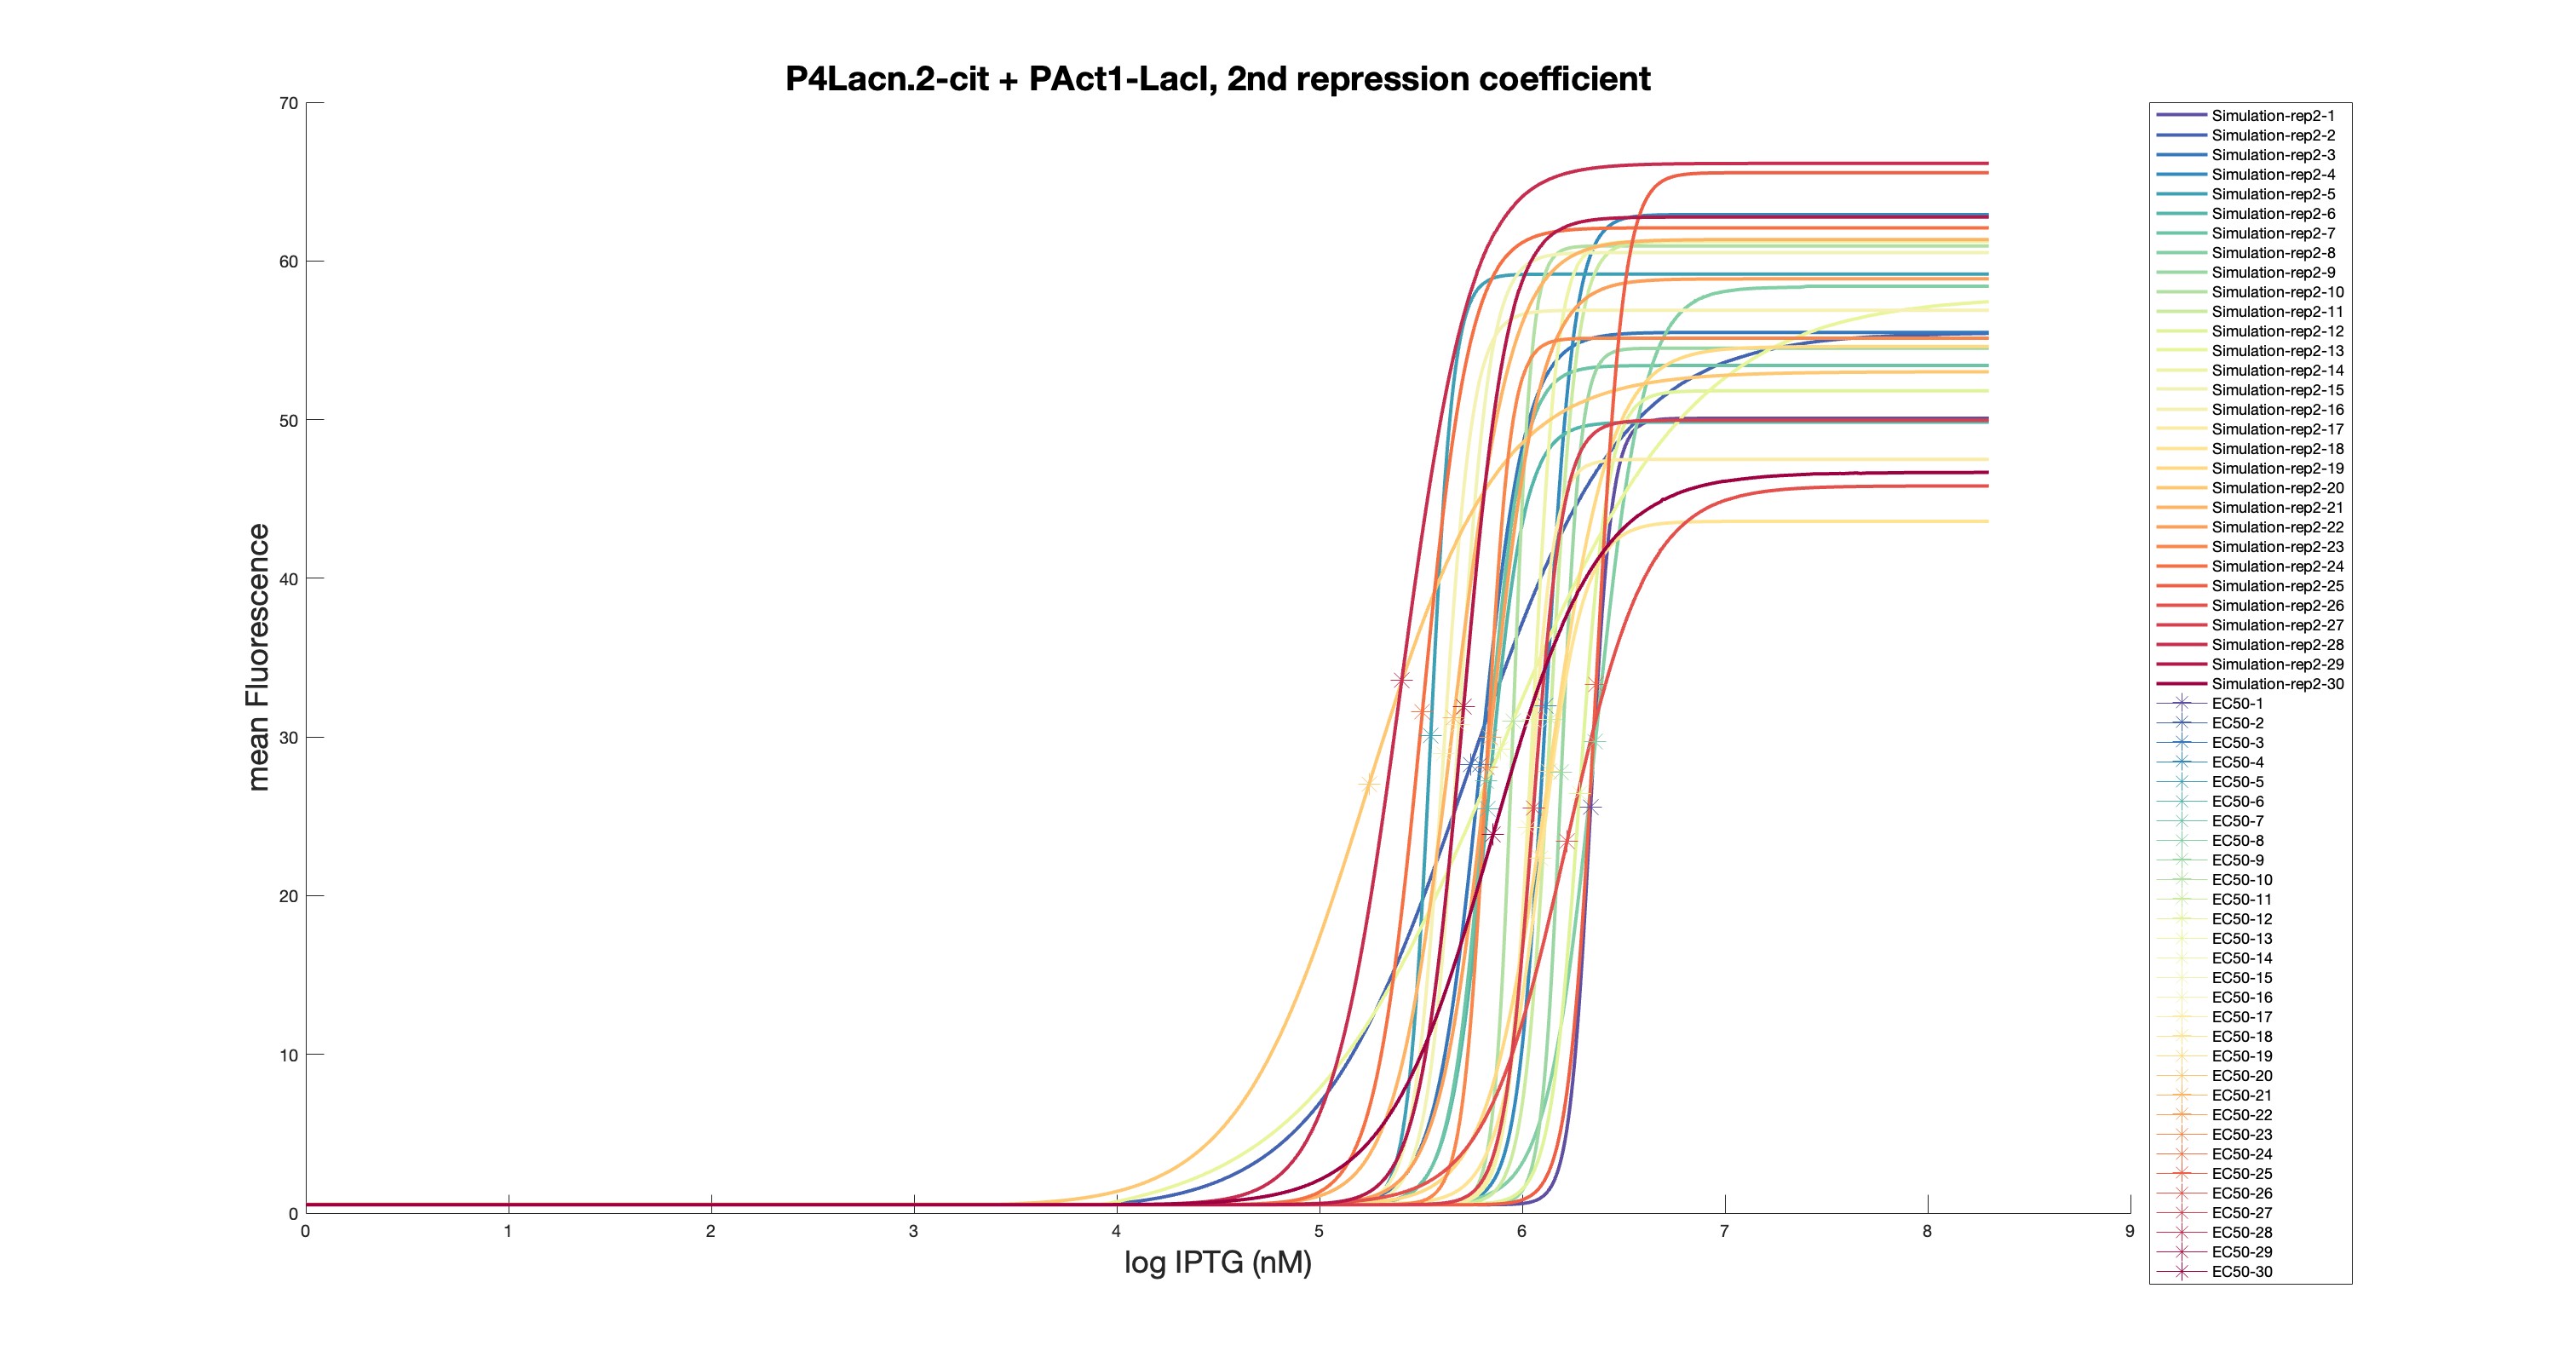 P4Lacn.2-cit + PAct1-LacI, 2nd repression coefficient
70
60
50
40
30
20
10
0
mean Fluorescence
0 1 2 3 4 5 6 7 8 9
log IPTG (nM)
Simulation-rep2-1
Simulation-rep2-2
Simulation-rep2-3
Simulation-rep2-4
Simulation-rep2-5
Simulation-rep2-6
Simulation-rep2-7
Simulation-rep2-8
Simulation-rep2-9
Simulation-rep2-10
Simulation-rep2-11
Simulation-rep2-12
Simulation-rep2-13
Simulation-rep2-14
Simulation-rep2-15
Simulation-rep2-16
Simulation-rep2-17
Simulation-rep2-18
Simulation-rep2-19
Simulation-rep2-20
Simulation-rep2-21
Simulation-rep2-22
Simulation-rep2-23
Simulation-rep2-24
Simulation-rep2-25
Simulation-rep2-26
Simulation-rep2-27
Simulation-rep2-28
Simulation-rep2-29
Simulation-rep2-30
EC50-1
EC50-2
EC50-3
EC50-4
EC50-5
EC50-6
EC50-7
EC50-8
EC50-9
EC50-10
EC50-11
EC50-12
EC50-13
EC50-14
EC50-15
EC50-16
EC50-17
EC50-18
EC50-19
EC50-20
EC50-21
EC50-22
EC50-23
EC50-24
EC50-25
EC50-26
EC50-27
EC50-28
EC50-29
EC50-30